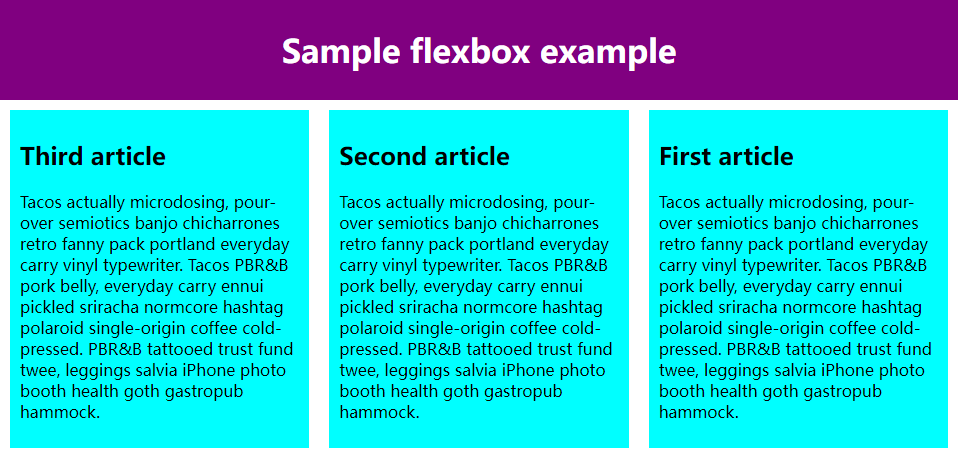 Sample flexbox example
Third article
Tacos actually microdosing, pour-
over semiotics banjo chicharrones
retro fanny pack portland everyday
carry vinyl typewriter. Tacos PBR&B
pork belly, everyday carry ennui
pickled sriracha normcore hashtag
polaroid single-origin coffee cold-
pressed. PBR&B tattooed trust fund
twee, leggings salvia iPhone photo
booth health goth gastropub
hammock.
Second article
Tacos actually microdosing, pour-
over semiotics banjo chicharrones
retro fanny pack portland everyday
carry vinyl typewriter. Tacos PBR&B
pork belly, everyday carry ennui
pickled sriracha normcore hashtag
polaroid single-origin coffee cold-
pressed. PBR&B tattooed trust fund
twee, leggings salvia iPhone photo
booth health goth gastropub
hammock.
First article
Tacos actually microdosing, pour-
over semiotics banjo chicharrones
retro fanny pack portland everyday
carry vinyl typewriter. Tacos PBR&B
pork belly, everyday carry ennui
pickled sriracha normcore hashtag
polaroid single-origin coffee cold-
pressed. PBR&B tattooed trust fund
twee, leggings salvia iPhone photo
booth health goth gastropub
hammock.